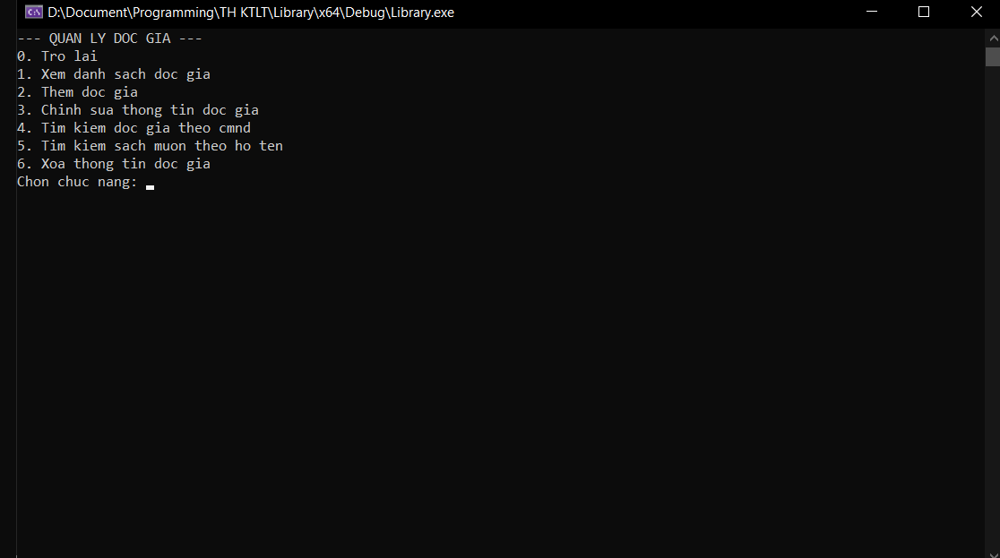 D:\Document\Programming\TH KTLT\Library\x64\Debug\Library.exe
--- QUAN LY DOC GIA ---
0. Tro lai
1. Xem danh sach doc gia
2. Them doc gia
3. Chinh sua thong tin doc gia
4. Tim kiem doc gia theo cmnd
5. Tim kiem sach muon theo ho ten
6. Xoa thong tin doc gia
Chon chuc nang: